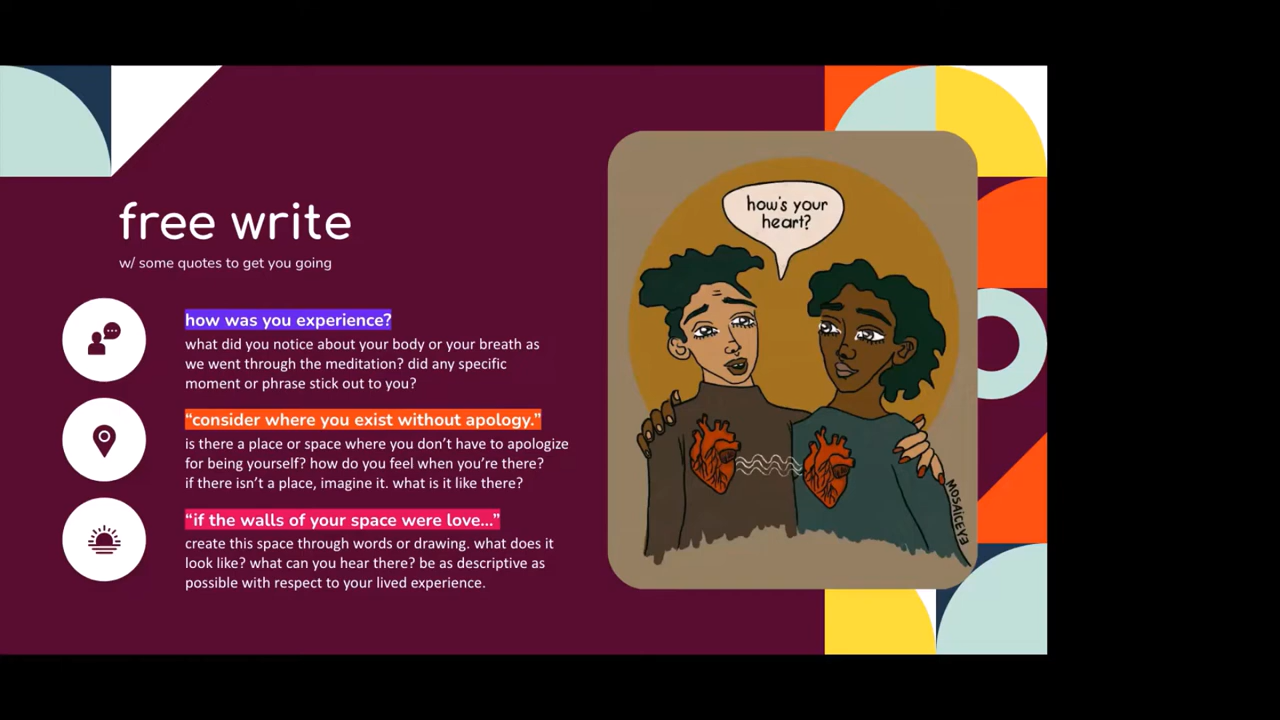 free write
w/ some quotes to get you going
how was you experience?
what did you notice about your body or your breath as
we went through the meditation? did any specific
moment or phrase stick out to you?
“consider where you exist without apology.”
is there a place or space where you don’t have to apologize
for being yourself? how do you feel when you’re there?
if there isn’t a place, imagine it. what is it like there?
“if the walls of your space were love...”
create this space through words or drawing. what does it
look like? what can you hear there? be as descriptive as
possible with respect to your lived experience.
how's your
heart?
MOSAICEYE